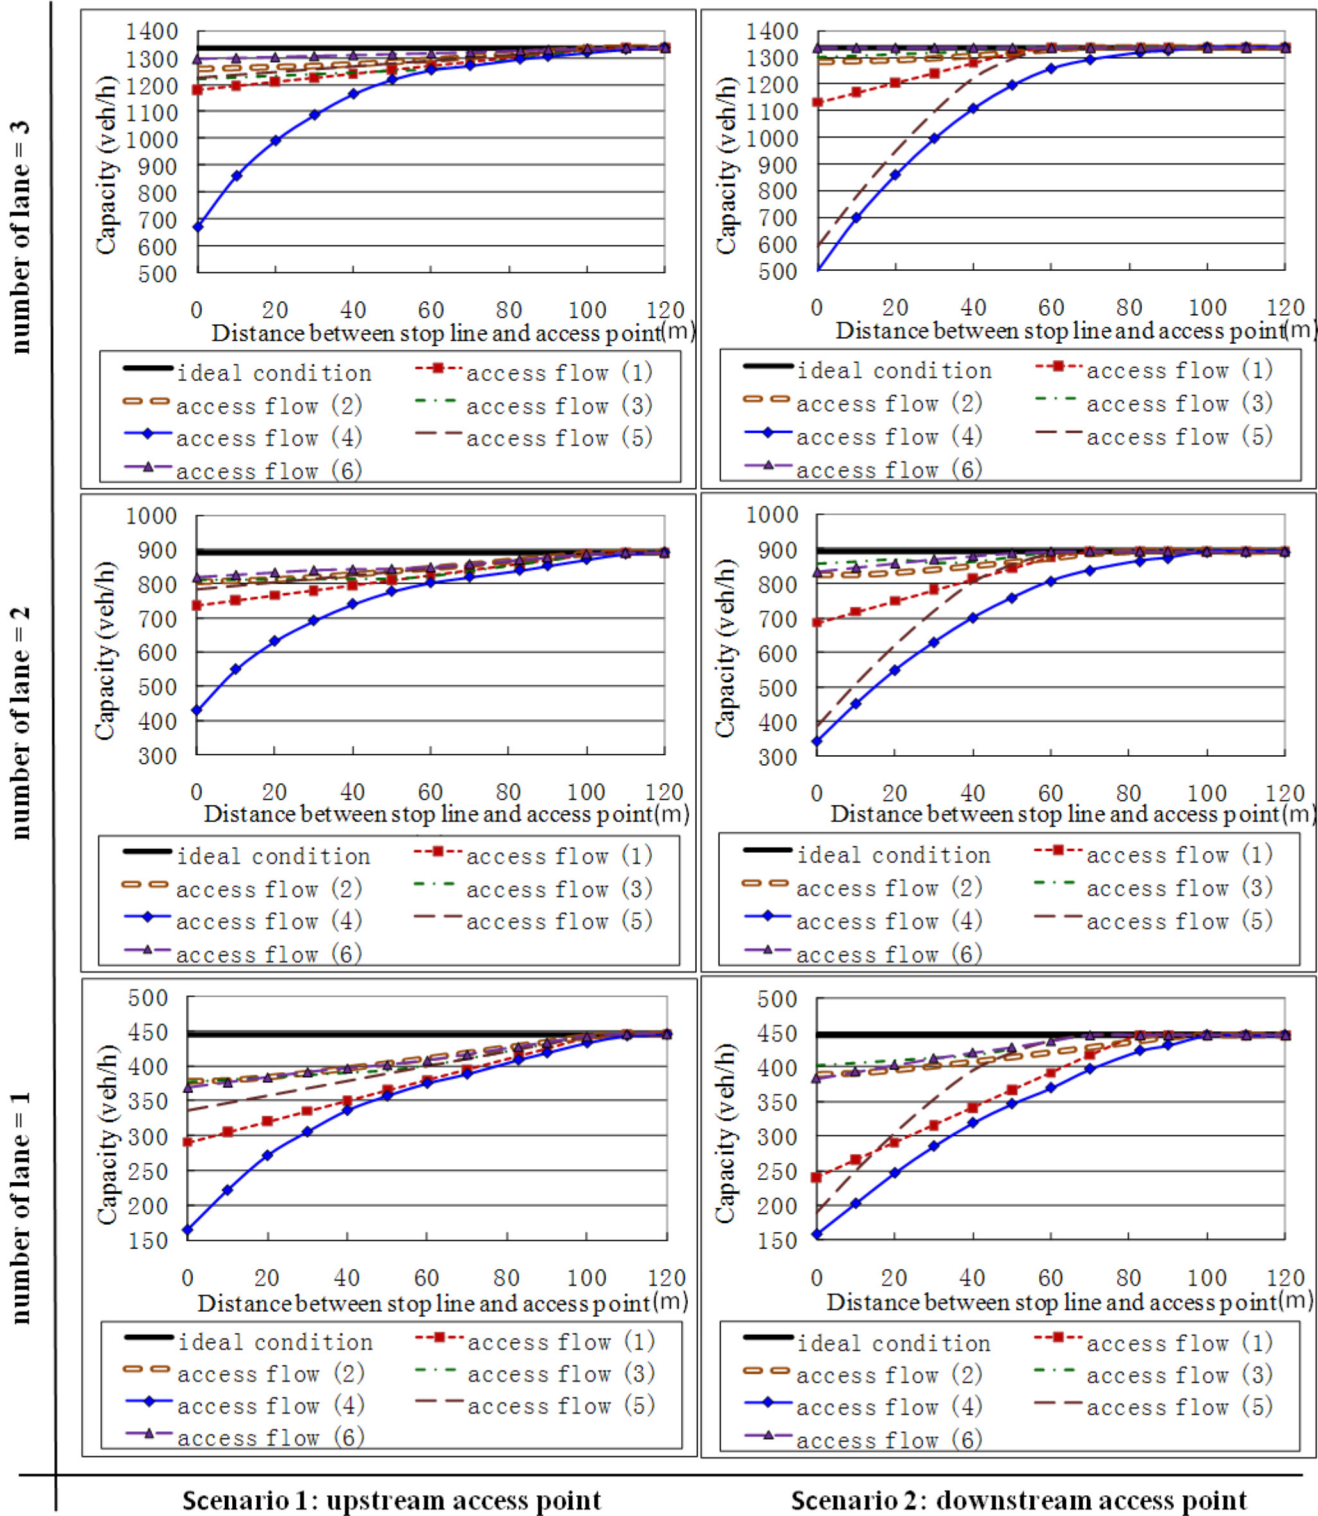 number of lane = 3
Capacity (veh/h)
1400
1300
1200
1100
1000
900
800
700
600
500
0 20 40 60 80 100 120
Distance between stop line and access point(m)
ideal condition access flow (1)
access flow (2) access flow (3)
access flow (4) access flow (5)
access flow (6)
Capacity (veh/h)
1400
1300
1200
1100
1000
900
800
700
600
500
0 20 40 60 80 100 120
Distance between stop line and access point(m)
ideal condition access flow (1)
access flow (2) access flow (3)
access flow (4) access flow (5)
access flow (6)
number of lane = 2
Capacity (veh/h)
1000
900
800
700
600
500
400
300
0 20 40 60 80 100 120
Distance between stop line and access point(m)
ideal condition access flow (1)
access flow (2) access flow (3)
access flow (4) access flow (5)
access flow (6)
Capacity (veh/h)
1000
900
800
700
600
500
400
300
0 20 40 60 80 100 120
Distance between stop line and access point(m)
ideal condition access flow (1)
access flow (2) access flow (3)
access flow (4) access flow (5)
access flow (6)
number of lane = 1
Capacity (veh/h)
500
450
400
350
300
250
200
150
0 20 40 60 80 100 120
Distance between stop line and access point(m)
ideal condition access flow (1)
access flow (2) access flow (3)
access flow (4) access flow (5)
access flow (6)
Capacity (veh/h)
500
450
400
350
300
250
200
150
0 20 40 60 80 100 120
Distance between stop line and access point(m)
ideal condition access flow (1)
access flow (2) access flow (3)
access flow (4) access flow (5)
access flow (6)
Scenario 1: upstream access point
Scenario 2: downstream access point